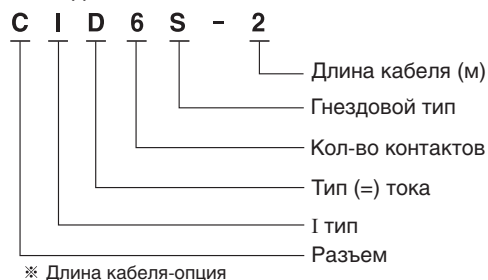 C I D 6 S - 2
Длина кабеля (м)
Гнездовой тип
Кол-во контактов
Тип (=) тока
I тип
Разъем
※ Длина кабеля-опция